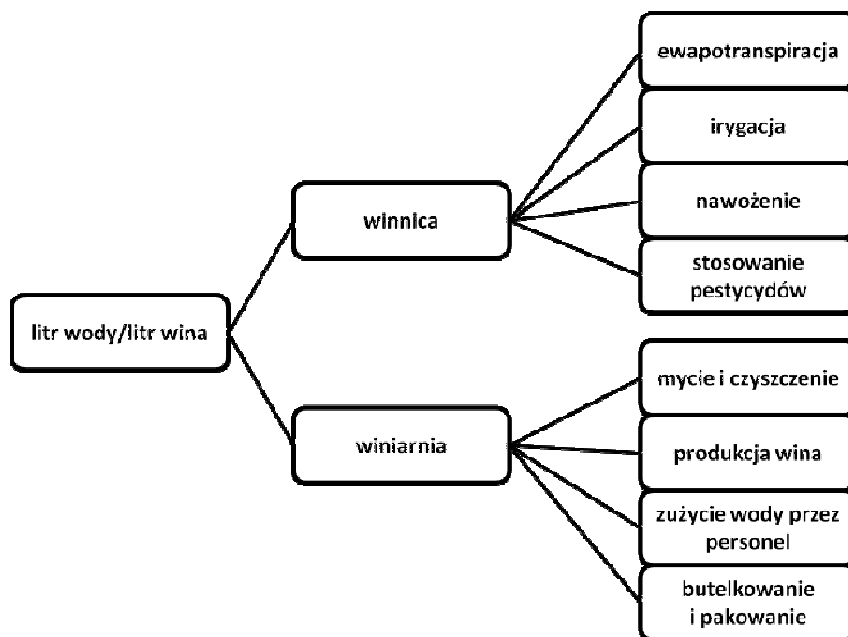 litr wody/litr wina
winnica
ewapotranspiracja
irygacja
nawożenie
stosowanie
pestycydów
winiarnia
mycie i czyszczenie
produkcja wina
zużycie wody przez
personel
butelkowanie
i pakowanie